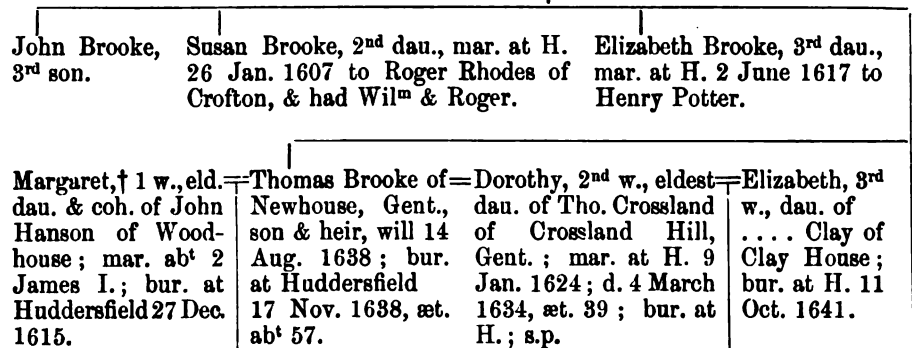 John Brooke,
3rd son.
Susan Brooke, 2nd dau., mar. at H.
26 Jan. 1607 to Roger Rhodes of
Crofton, & had Wilm & Roger.
Elizabeth Brooke, 3rd dau.,
mar. at H. 2 June 1617 to
Henry Potter.
Margaret,† 1 w., eld.
dau. & coh. of John
Hanson of Wood-
house; mar. abt 2
James I.; bur. at
Huddersfield 27 Dec.
1615.
=Thomas Brooke of
Newhouse, Gent.,
son & heir, will 14
Aug. 1638; bur.
at Huddersfield
17 Nov. 1638, æt.
abt 57.
=Dorothy, 2nd w., eldest
dau. of Tho. Crossland
of Crossland Hill,
Gent.; mar. at H. 9
Jan. 1624; d. 4 March
1634, æt. 39; bur. at
H.; s.p.
=Elizabeth, 3rd
w., dau. of
.... Clay of
Clay House;
bur. at H. 11
Oct. 1641.